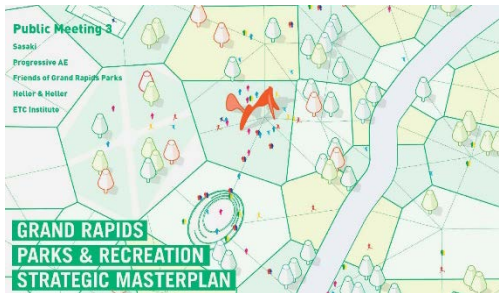 Public Meeting 3
Sasaki
Progressive AE
Friends of Grand Rapids Parks
Heller & Heller
ETC Institute
GRAND RAPIDS
PARKS & RECREATION
STRATEGIC MASTERPLAN